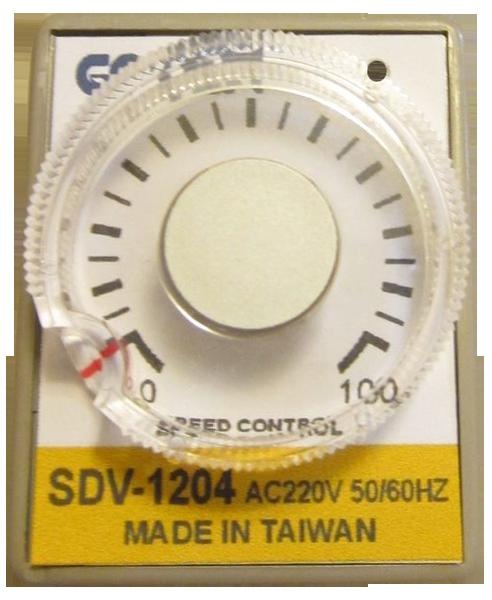 0 100
SPEED CONTROL
SDV-1204 AC220V 50/60HZ
MADE IN TAIWAN